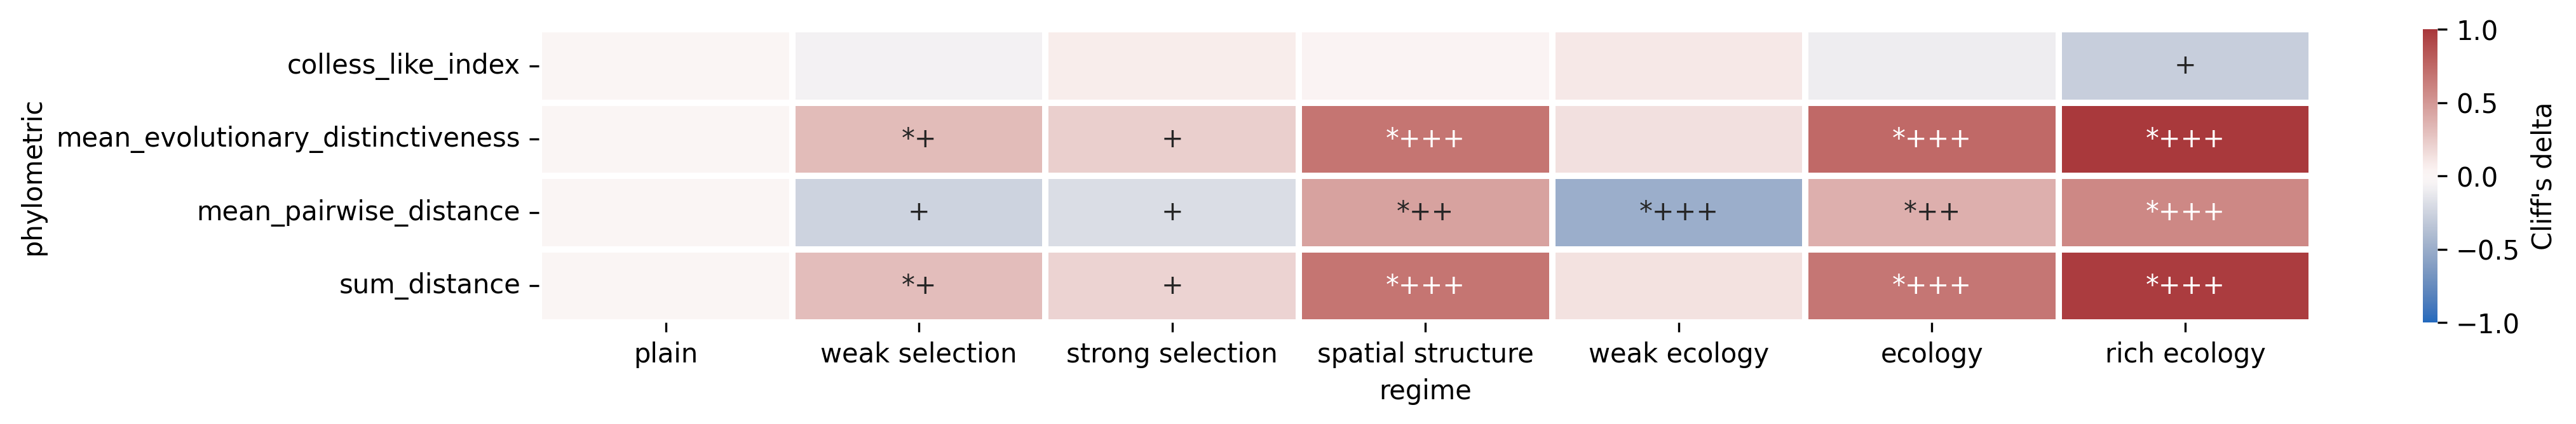 phylometric
colless_like_index
+
mean_evolutionary_distinctiveness
*+
+
*+++
*+++
*+++
mean_pairwise_distance
+
+
*++
*+++
*++
*+++
sum_distance
*+
+
*+++
*+++
*+++
plain
weak selection
strong selection
spatial structure
weak ecology
ecology
rich ecology
regime
1.0
0.5
0.0
−0.5
−1.0
Cliff's delta